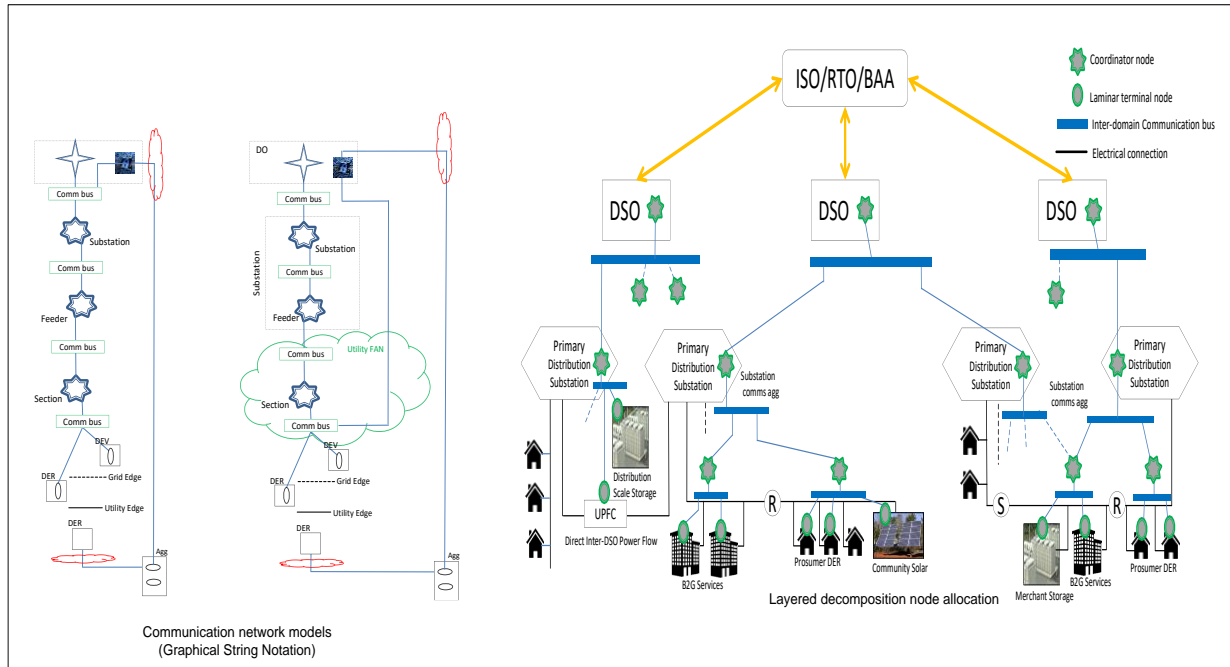 DO
Comm bus
Substation
Comm bus
Feeder
Comm bus
Section
Comm bus
DEV
DER
Grid Edge
Utility Edge
DER
Agg
Comm bus
Substation
Substation
Comm bus
Feeder
Utility FAN
Comm bus
Section
Comm bus
DEV
DER
Grid Edge
Utility Edge
DER
Agg
Communication network models
(Graphical String Notation)
ISO/RTO/BAA
Coordinator node
Laminar terminal node
Inter-domain Communication bus
Electrical connection
DSO
DSO
DSO
Primary
Distribution
Substation
Primary
Distribution
Substation
Substation
comms agg
Primary
Distribution
Substation
Substation
comms agg
Primary
Distribution
Substation
Distribution
Scale Storage
UPFC
Direct Inter-DSO Power Flow
R
B2G Services
Prosumer DER
Community Solar
S
R
Merchant Storage
B2G Services
Prosumer DER
Layered decomposition node allocation